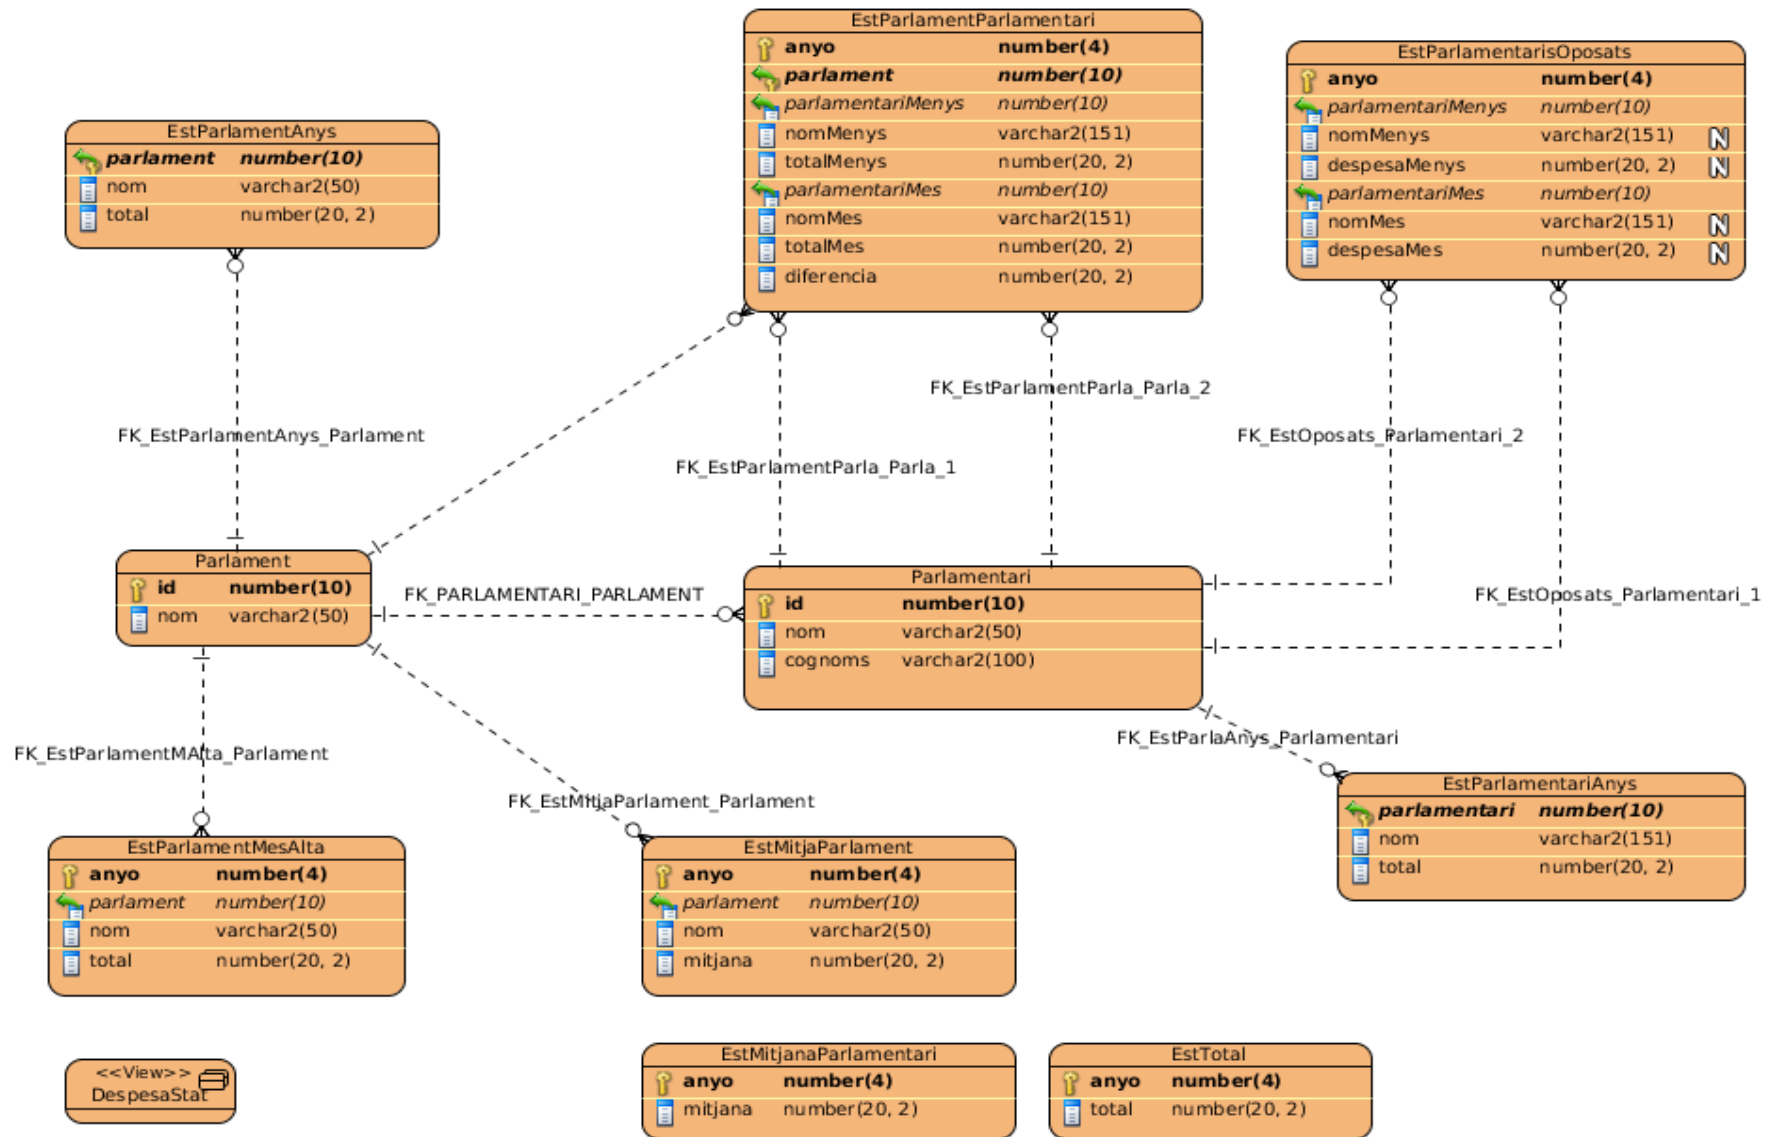 EstParlamentParlamentari
anyo number(4)
parlament number(10)
parlamentariMenys number(10)
nomMenys varchar2(151)
totalMenys number(20, 2)
parlamentariMes number(10)
nomMes varchar2(151)
totalMes number(20, 2)
diferencia number(20, 2)
EstParlamentarisOposats
anyo number(4)
parlamentariMenys number(10)
nomMenys varchar2(151) N
despesaMenys number(20, 2) N
parlamentariMes number(10)
nomMes varchar2(151) N
despesaMes number(20, 2) N
EstParlamentAnys
parlament number(10)
nom varchar2(50)
total number(20, 2)
FK_EstParlamentParla_Parla_2
FK_EstParlamentAnys_Parlament
FK_EstOposats_Parlamentari_2
FK_EstParlamentParla_Parla_1
Parlament
id number(10)
nom varchar2(50)
FK_PARLAMENTARI_PARLAMENT
Parlamentari
id number(10)
nom varchar2(50)
cognoms varchar2(100)
FK_EstOposats_Parlamentari_1
FK_EstParlamentMAlta_Parlament
FK_EstMitjaParlament_Parlament
FK_EstParlaAnys_Parlamentari
EstParlamentariAnys
parlamentari number(10)
nom varchar2(151)
total number(20, 2)
EstParlamentMesAlta
anyo number(4)
parlament number(10)
nom varchar2(50)
total number(20, 2)
EstMitjaParlament
anyo number(4)
parlament number(10)
nom varchar2(50)
mitjana number(20, 2)
<<View>>
DespesaStat
EstMitjanaParlamentari
anyo number(4)
mitjana number(20, 2)
EstTotal
anyo number(4)
total number(20, 2)